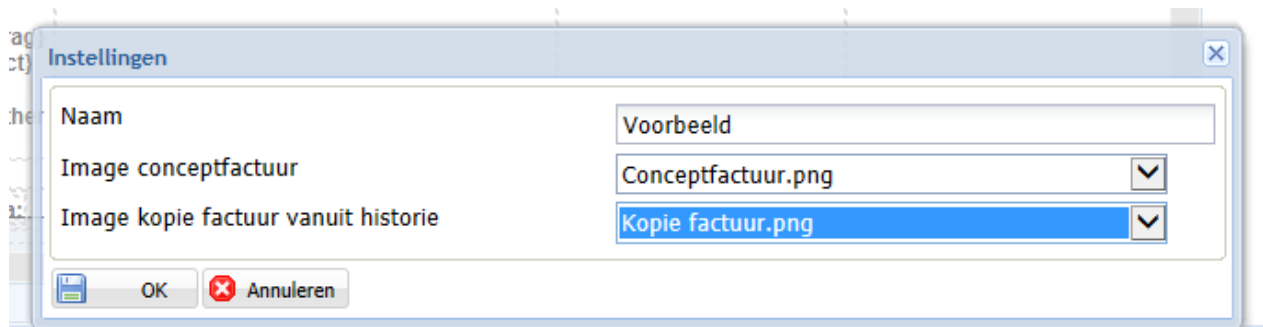 Instellingen
Naam Voorbeeld
Image conceptfactuur Conceptfactuur.png
Image kopie factuur vanuit historie Kopie factuur.png
OK Annuleren